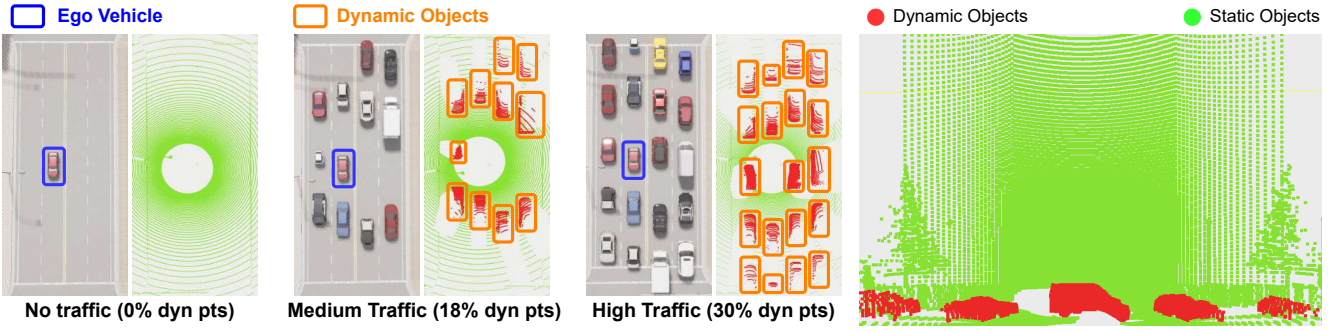 Ego Vehicle
Dynamic Objects
Dynamic Objects
Static Objects
No traffic (0% dyn pts)
Medium Traffic (18% dyn pts)
High Traffic (30% dyn pts)